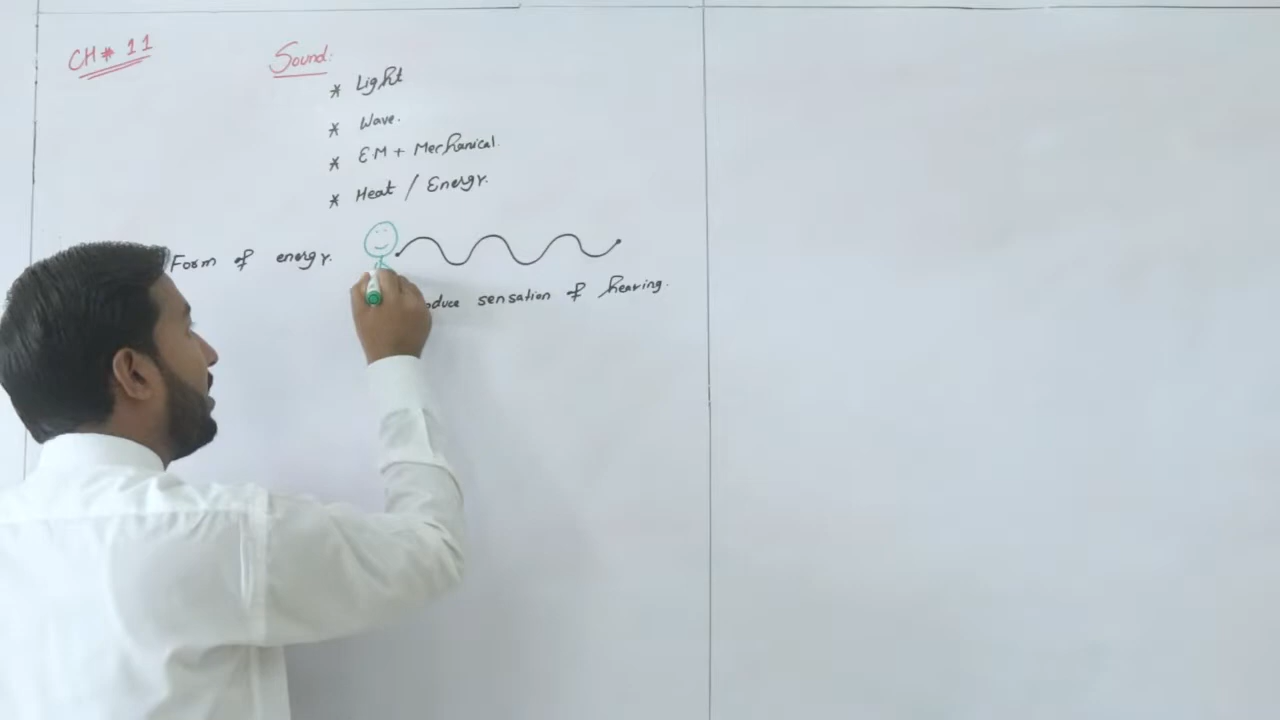 CH# 11
Sound:
* Light
* Wave.
* EM + Mechanical.
* Heat / Energy.
Form of energy.
sensation of hearing.